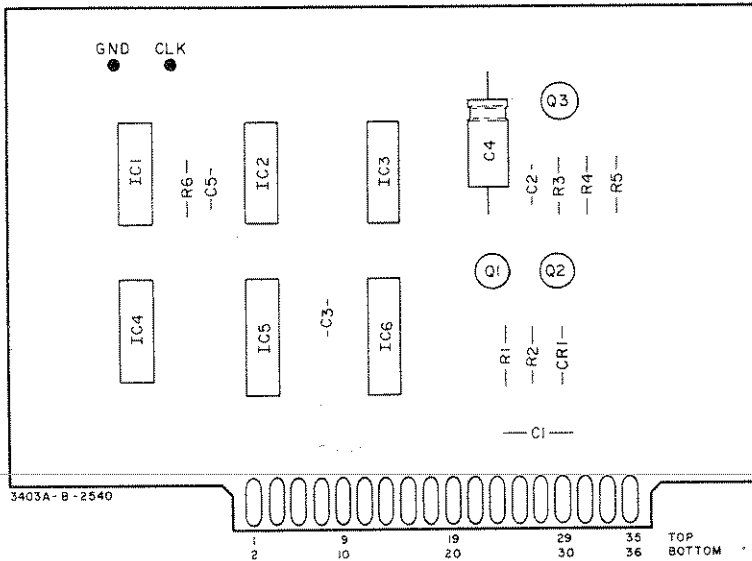 GND CLK
Q3
IC1
R6
C5
IC2
IC3
C4
C2
R3
R4
R5
Q1 Q2
IC4
IC5
C3
IC6
R1
R2
CR1
C1
3403A-B-2540
1 9 19 29 35 TOP
2 10 20 30 36 BOTTOM